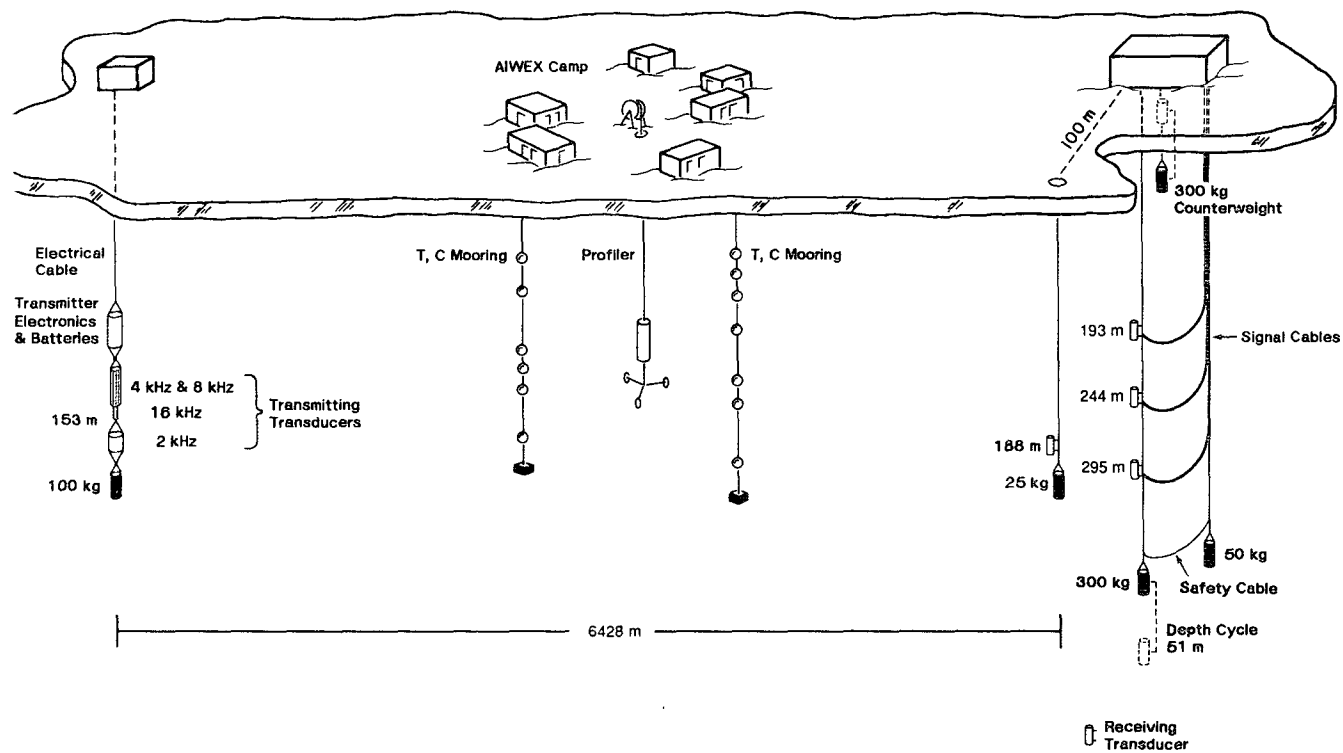 AIWEX Camp
100 m
300 kg
Counterweight
Electrical
Cable
T, C Mooring
Profiler
T, C Mooring
Transmitter
Electronics
& Batteries
193 m
Signal Cables
4 kHz & 8 kHz
16 kHz
2 kHz
153 m
Transmitting
Transducers
244 m
188 m
295 m
100 kg
25 kg
50 kg
300 kg
Safety Cable
6428 m
Depth Cycle
51 m
Receiving
Transducer